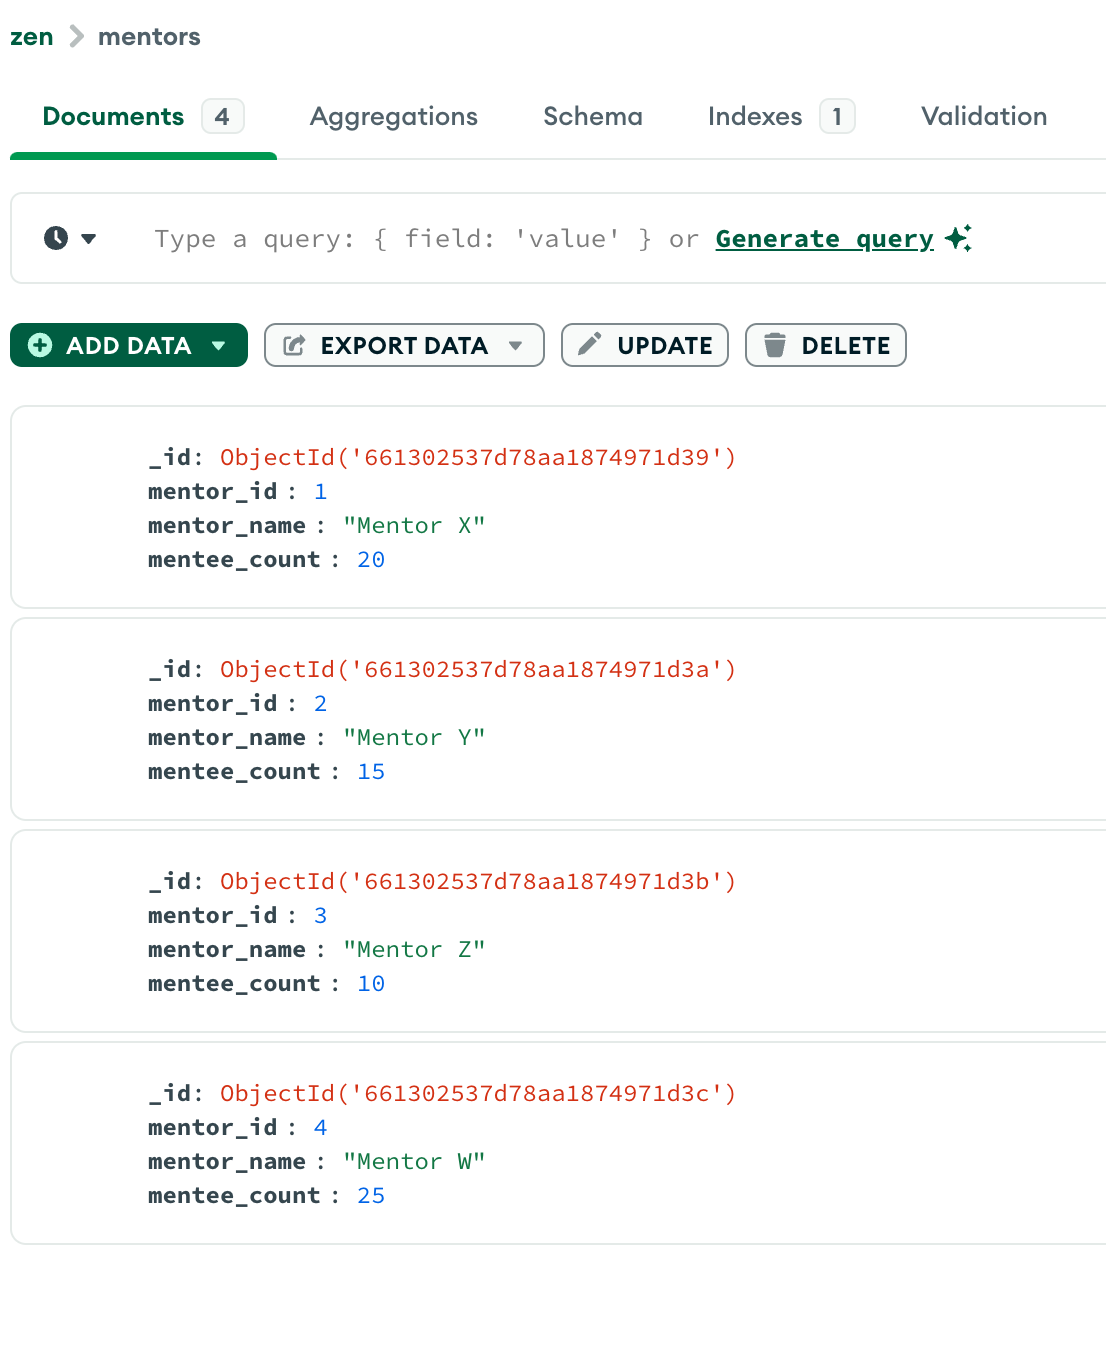 zen > mentors
Documents 4 Aggregations Schema Indexes 1 Validation
Type a query: { field: 'value' } or Generate query
ADD DATA EXPORT DATA UPDATE DELETE
_id: ObjectId('661302537d78aa1874971d39')
mentor_id : 1
mentor_name : "Mentor X"
mentee_count : 20
_id: ObjectId('661302537d78aa1874971d3a')
mentor_id : 2
mentor_name : "Mentor Y"
mentee_count : 15
_id: ObjectId('661302537d78aa1874971d3b')
mentor_id : 3
mentor_name : "Mentor Z"
mentee_count : 10
_id: ObjectId('661302537d78aa1874971d3c')
mentor_id : 4
mentor_name : "Mentor W"
mentee_count : 25